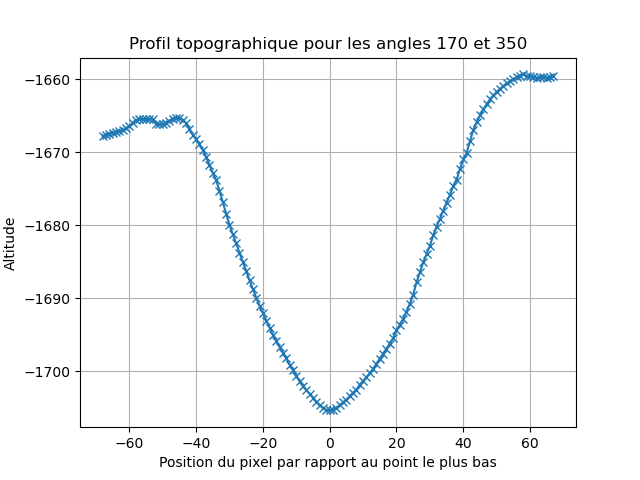 Profil topographique pour les angles 170 et 350
Altitude
−1660
−1670
−1680
−1690
−1700
−60 −40 −20 0 20 40 60
Position du pixel par rapport au point le plus bas